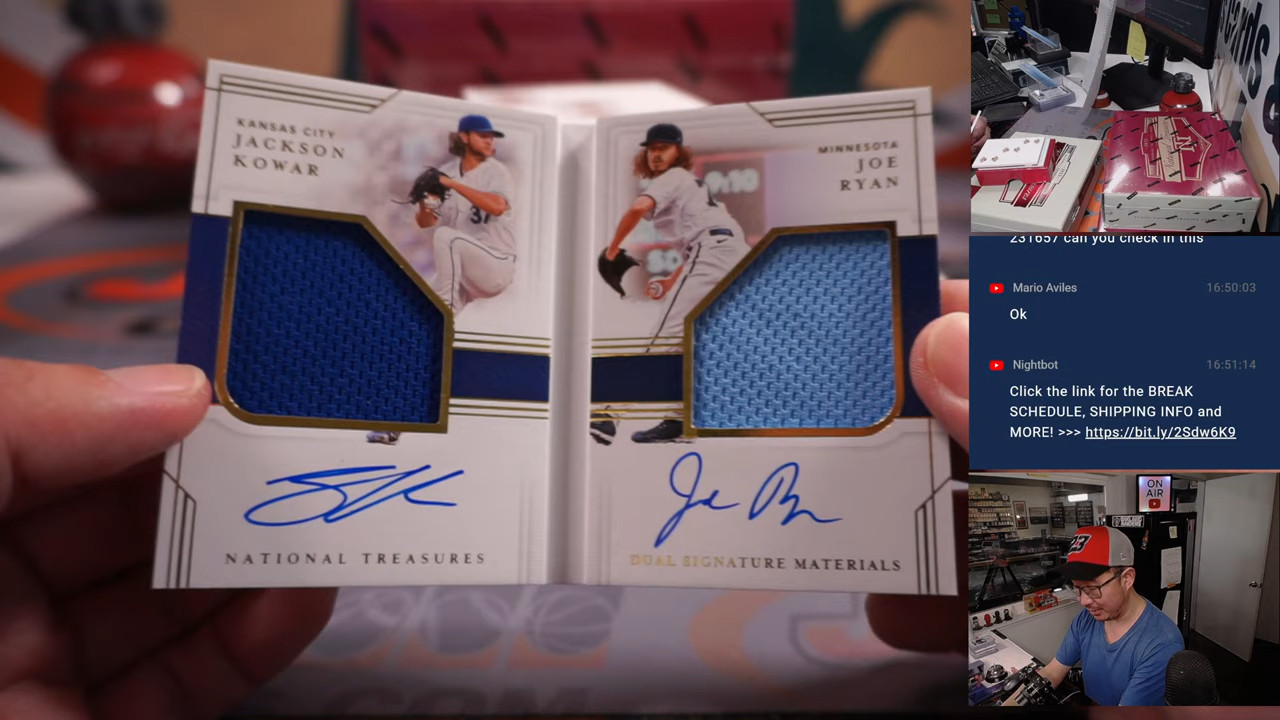 KANSAS CITY
JACKSON
KOWAR
MINNESOTA
JOE
RYAN
NATIONAL TREASURES
DUAL SIGNATURE MATERIALS
231657 can you check in this
Mario Aviles
16:50:03
Ok
Nightbot
16:51:14
Click the link for the BREAK
SCHEDULE, SHIPPING INFO and
MORE! >>> https://bit.ly/2Sdw6K9
ON
AIR
23
cards